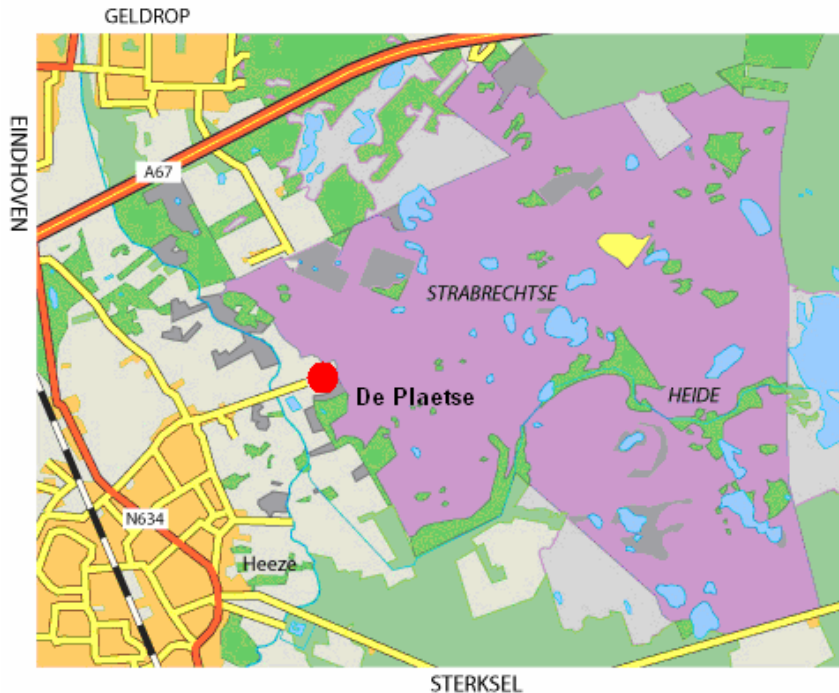 GELDROP
EINDHOVEN
A67
STRABRECHTSE
De Plaetse
HEIDE
N634
Heeze
STERKSEL